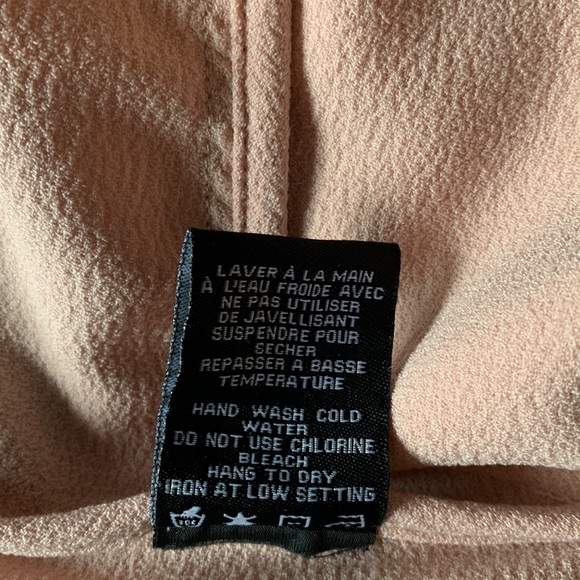 LAVER À LA MAIN
À L'EAU FROIDE AVEC
NE PAS UTILISER
DE JAVELLISANT
SUSPENDRE POUR
SECHER
REPASSER A BASSE
TEMPERATURE
HAND WASH COLD
WATER
DO NOT USE CHLORINE
BLEACH
HANG TO DRY
IRON AT LOW SETTING